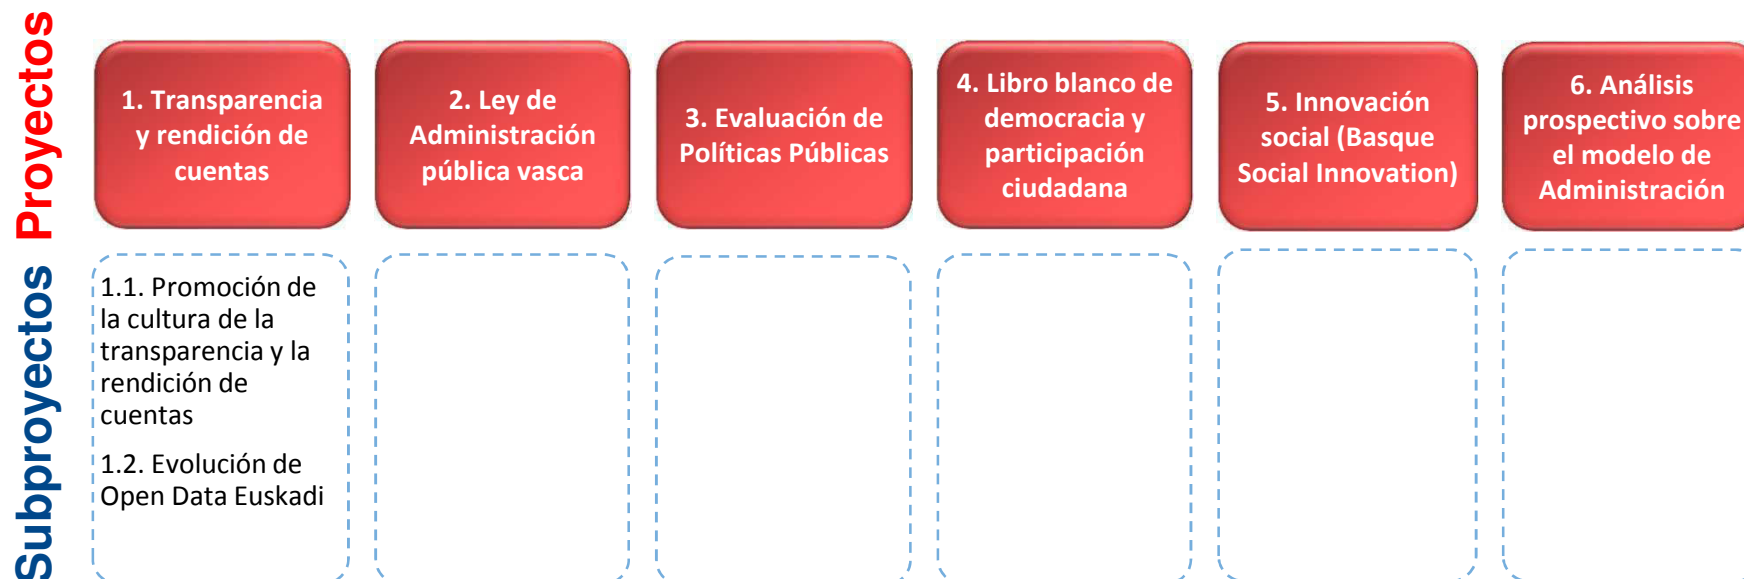 Proyectos
1. Transparencia
y rendición de
cuentas
2. Ley de
Administración
pública vasca
3. Evaluación de
Políticas Públicas
4. Libro blanco de
democracia y
participación
ciudadana
5. Innovación
social (Basque
Social Innovation)
6. Análisis
prospectivo sobre
el modelo de
Administración
Subproyectos
1.1. Promoción de
la cultura de la
transparencia y la
rendición de
cuentas
1.2. Evolución de
Open Data Euskadi